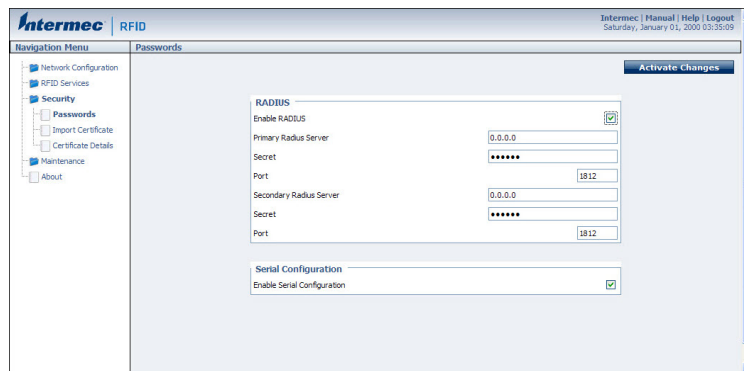 Intermec | RFID
Intermec | Manual | Help | Logout
Saturday, January 01, 2000 03:35:09
Navigation Menu
Passwords
Network Configuration
RFID Services
Security
Passwords
Import Certificate
Certificate Details
Maintenance
About
Activate Changes
RADIUS
Enable RADIUS
Primary Radius Server 0.0.0.0
Secret ••••••
Port 1812
Secondary Radius Server 0.0.0.0
Secret ••••••
Port 1812
Serial Configuration
Enable Serial Configuration